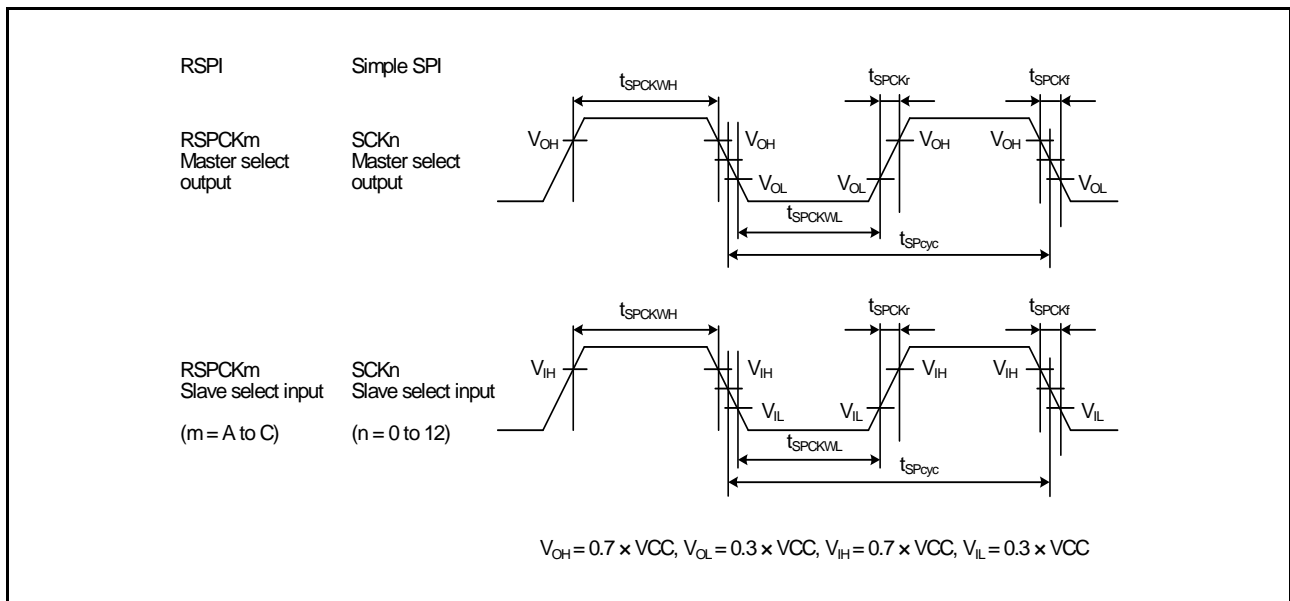 RSPI Simple SPI
tSPCKWH tSPCKr tSPCKf
RSPCKm SCKn VOH VOH VOH VOH
Master select Master select
output output VOL VOL VOL
tSPCKWL
tSPcyc
tSPCKWH tSPCKr tSPCKf
RSPCKm SCKn VIH VIH VIH VIH
Slave select input Slave select input
VIL VIL VIL
(m = A to C) (n = 0 to 12)
tSPCKWL
tSPcyc
VOH = 0.7 × VCC, VOL = 0.3 × VCC, VIH = 0.7 × VCC, VIL = 0.3 × VCC